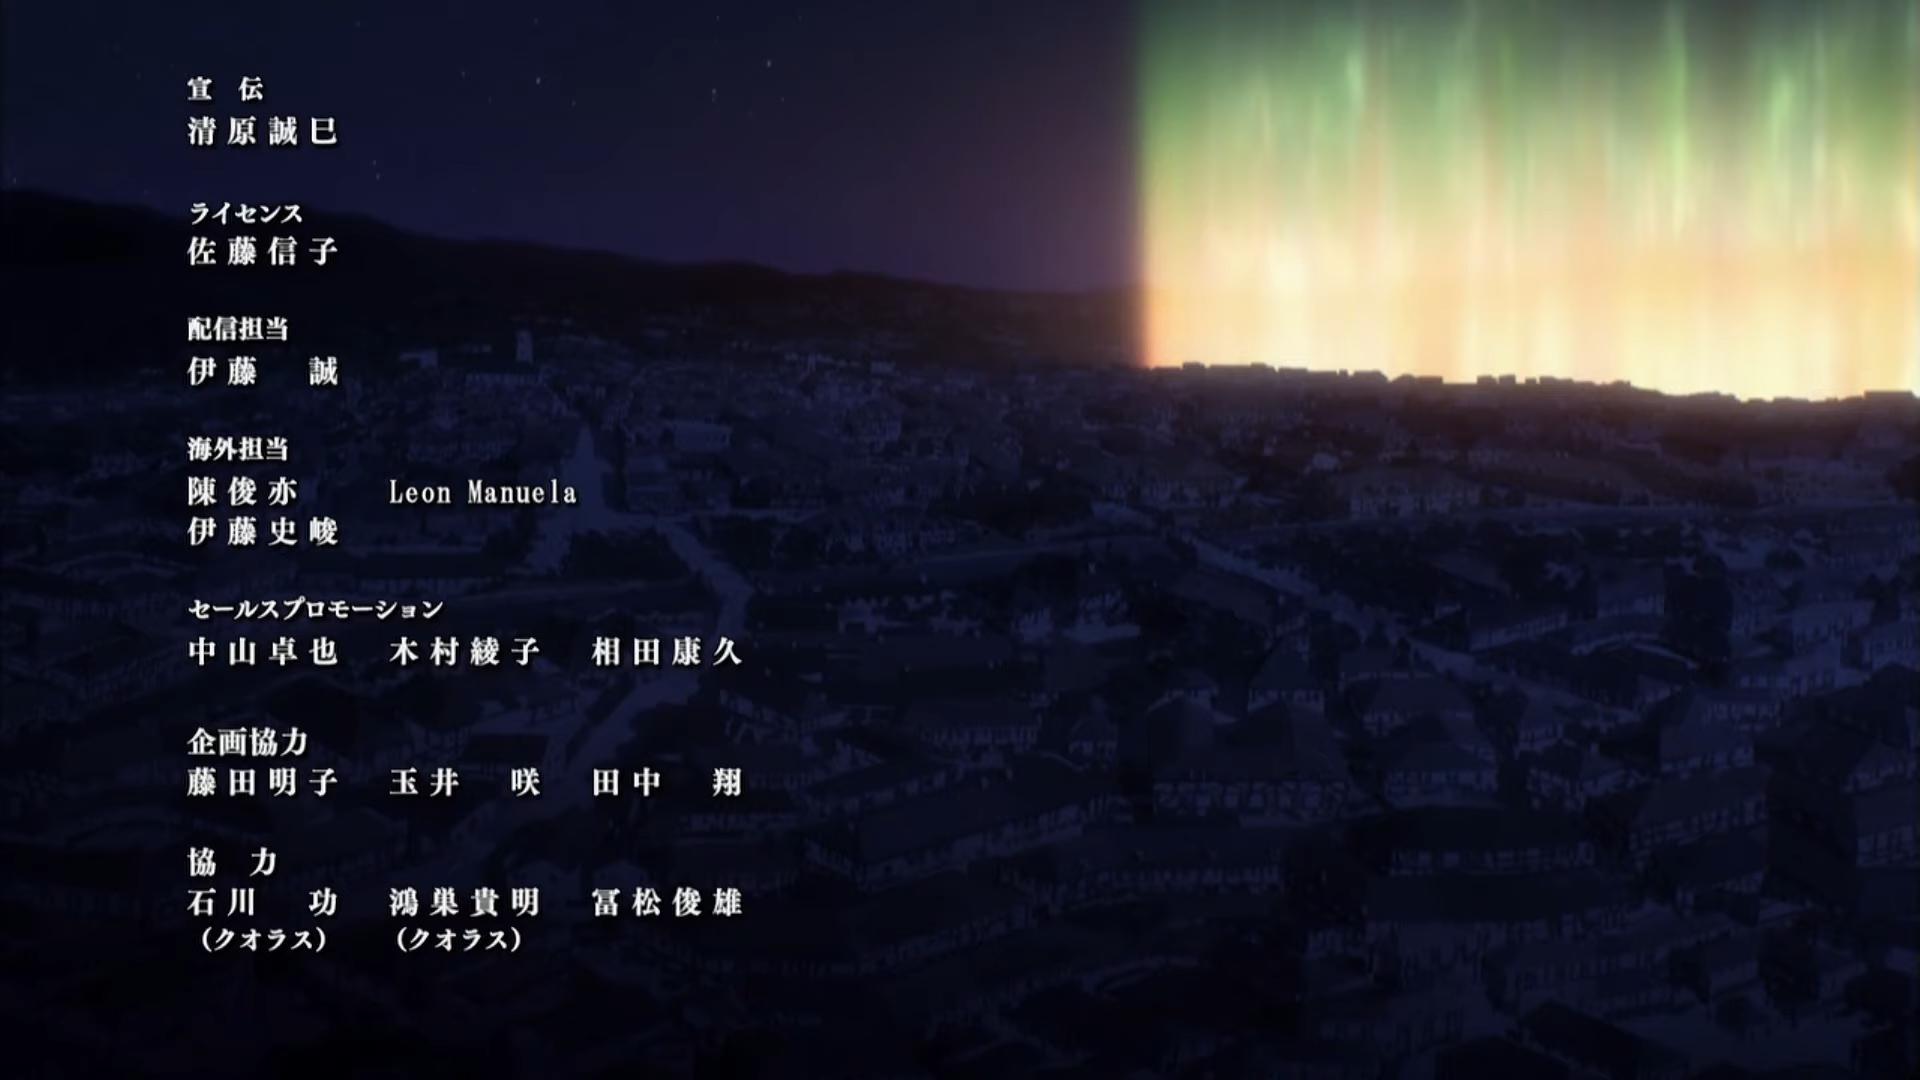 宣　伝
清原誠巳
ライセンス
佐藤信子
配信担当
伊藤　誠
海外担当
陳俊亦　Leon Manuela
伊藤史峻
セールスプロモーション
中山卓也　木村綾子　相田康久
企画協力
藤田明子　玉井　咲　田中　翔
協　力
石川　功　鴻巣貴明　冨松俊雄
（クオラス）　（クオラス）